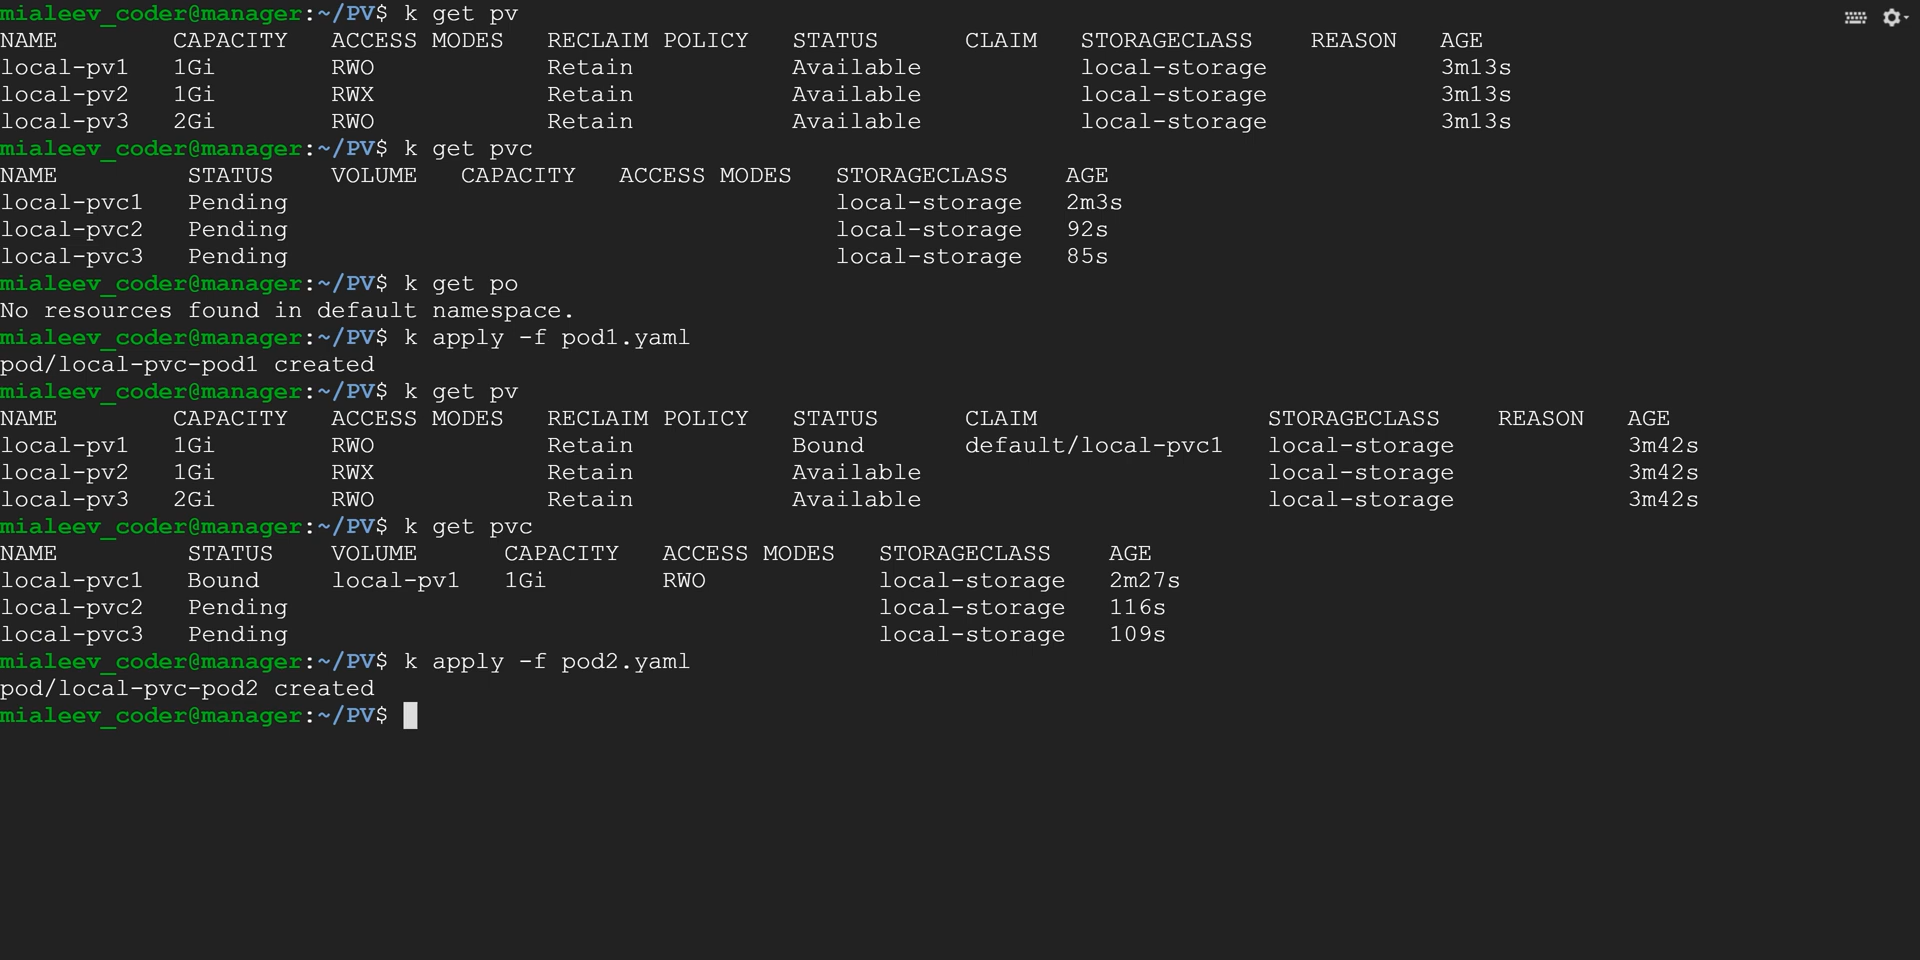 mialeev_coder@manager:~/PV$ k get pv
NAME CAPACITY ACCESS MODES RECLAIM POLICY STATUS CLAIM STORAGECLASS REASON AGE
local-pv1 1Gi RWO Retain Available local-storage 3m13s
local-pv2 1Gi RWX Retain Available local-storage 3m13s
local-pv3 2Gi RWO Retain Available local-storage 3m13s
mialeev_coder@manager:~/PV$ k get pvc
NAME STATUS VOLUME CAPACITY ACCESS MODES STORAGECLASS AGE
local-pvc1 Pending local-storage 2m3s
local-pvc2 Pending local-storage 92s
local-pvc3 Pending local-storage 85s
mialeev_coder@manager:~/PV$ k get po
No resources found in default namespace.
mialeev_coder@manager:~/PV$ k apply -f pod1.yaml
pod/local-pvc-pod1 created
mialeev_coder@manager:~/PV$ k get pv
NAME CAPACITY ACCESS MODES RECLAIM POLICY STATUS CLAIM STORAGECLASS REASON AGE
local-pv1 1Gi RWO Retain Bound default/local-pvc1 local-storage 3m42s
local-pv2 1Gi RWX Retain Available local-storage 3m42s
local-pv3 2Gi RWO Retain Available local-storage 3m42s
mialeev_coder@manager:~/PV$ k get pvc
NAME STATUS VOLUME CAPACITY ACCESS MODES STORAGECLASS AGE
local-pvc1 Bound local-pv1 1Gi RWO local-storage 2m27s
local-pvc2 Pending local-storage 116s
local-pvc3 Pending local-storage 109s
mialeev_coder@manager:~/PV$ k apply -f pod2.yaml
pod/local-pvc-pod2 created
mialeev_coder@manager:~/PV$